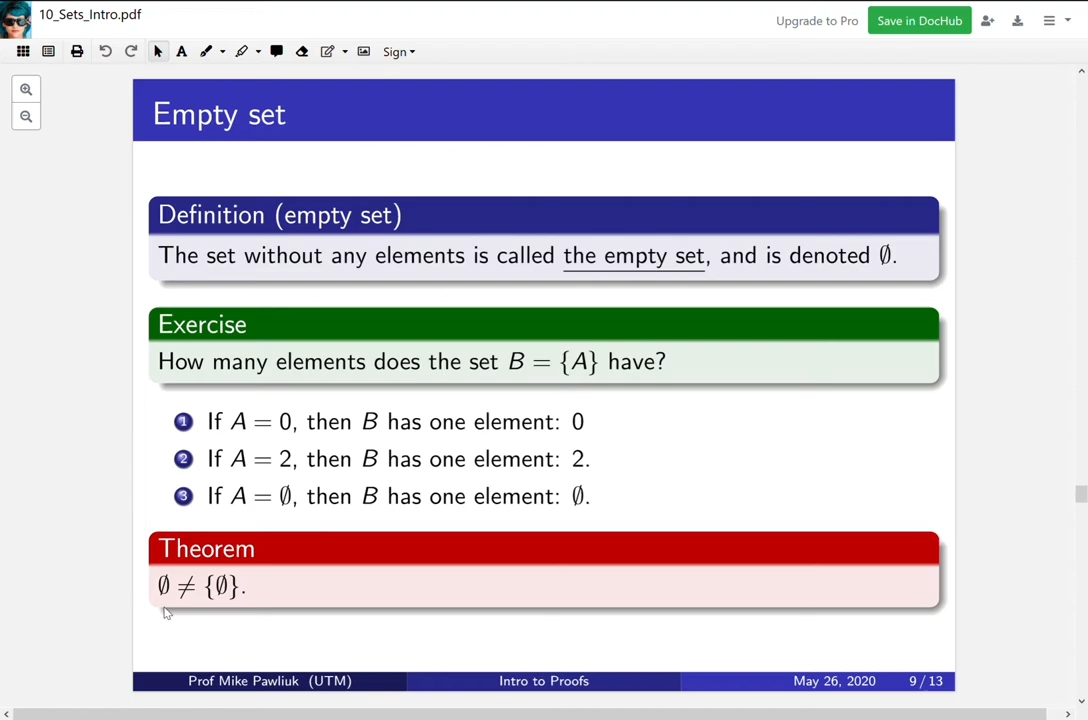 10_Sets_Intro.pdf
Upgrade to Pro
Save in DocHub
Sign
Empty set
Definition (empty set)
The set without any elements is called the empty set, and is denoted ∅.
Exercise
How many elements does the set B = {A} have?
1 If A = 0, then B has one element: 0
2 If A = 2, then B has one element: 2.
3 If A = ∅, then B has one element: ∅.
Theorem
∅ ≠ {∅}.
Prof Mike Pawliuk (UTM) Intro to Proofs May 26, 2020 9 / 13